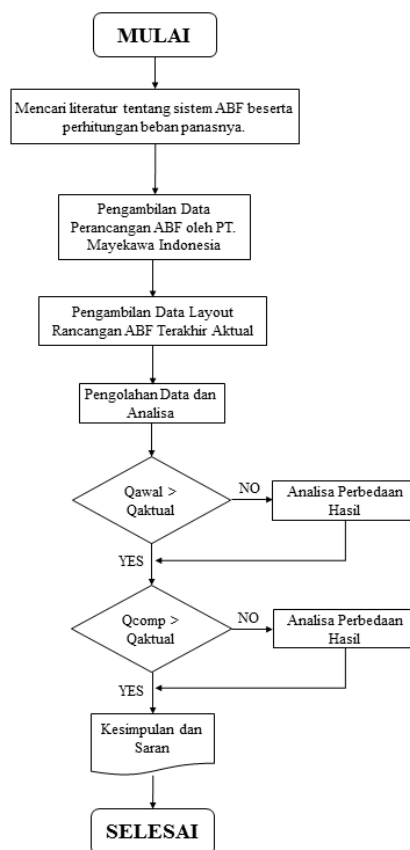 MULAI
Mencari literatur tentang sistem ABF beserta
perhitungan beban panasnya.
Pengambilan Data
Perancangan ABF oleh PT.
Mayekawa Indonesia
Pengambilan Data Layout
Rancangan ABF Terakhir Aktual
Pengolahan Data dan
Analisa
Qawal >
Qaktual
NO
Analisa Perbedaan
Hasil
YES
Qcomp >
Qaktual
NO
Analisa Perbedaan
Hasil
YES
Kesimpulan dan
Saran
SELESAI